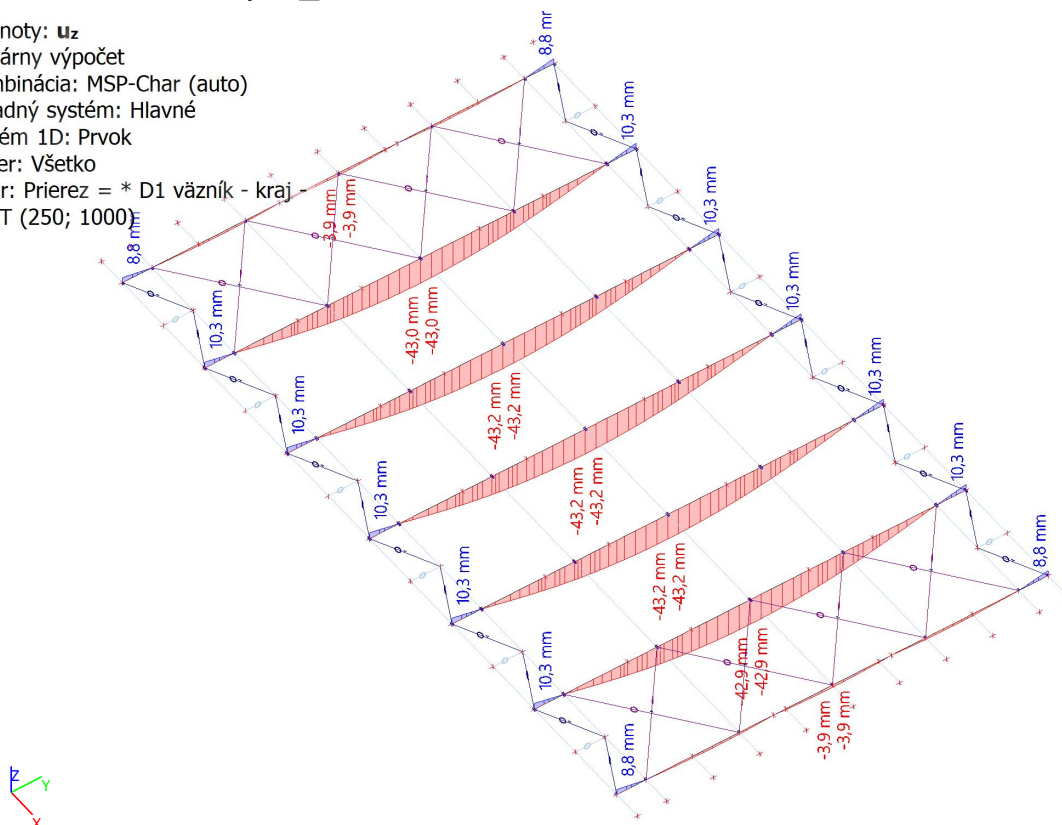 noty: uz
árny výpočet
mbinácia: MSP-Char (auto)
adný systém: Hlavné
ém 1D: Prvok
er: Všetko
r: Prierez = * D1 väzník - kraj -
T (250; 1000)
8,8 mr
10,3 mm
10,3 mm
10,3 mm
10,3 mm
10,3 mm
8,8 mm
8,8 mm
10,3 mm
10,3 mm
10,3 mm
10,3 mm
10,3 mm
8,8 mm
-3,9 mm
-3,9 mm
-43,0 mm
-43,0 mm
-43,2 mm
-43,2 mm
-43,2 mm
-43,2 mm
-43,2 mm
-43,2 mm
-42,9 mm
-42,9 mm
-3,9 mm
-3,9 mm
Z
Y
X